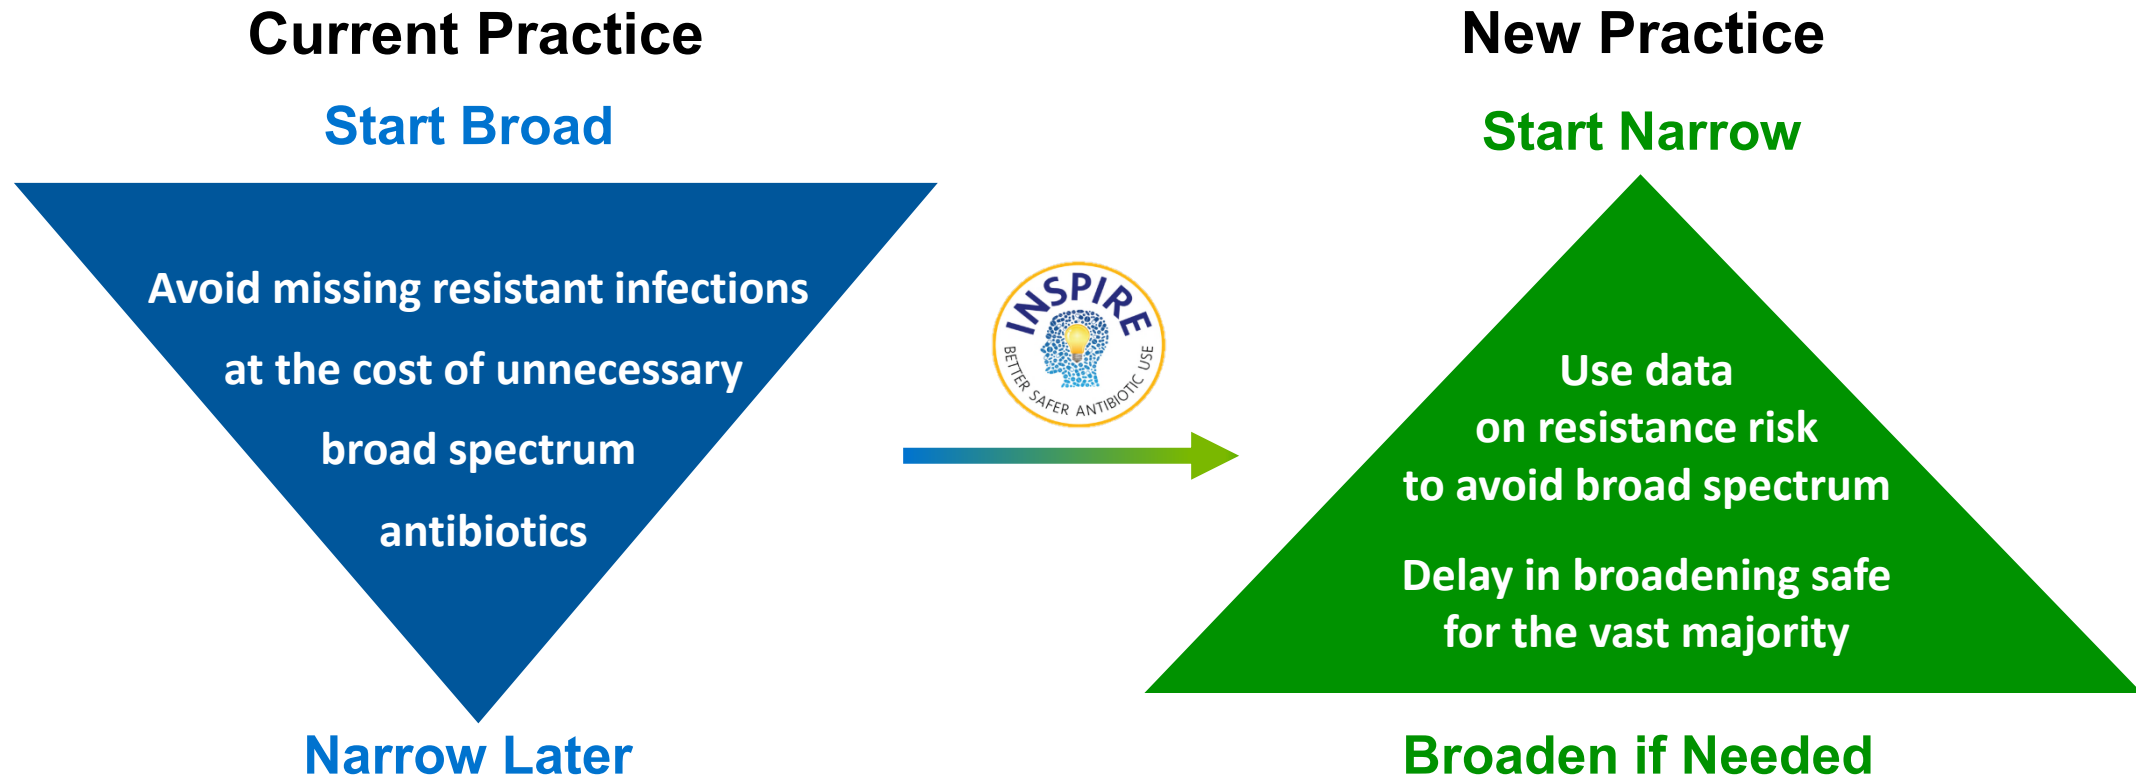 Current Practice
Start Broad
Avoid missing resistant infections
at the cost of unnecessary
broad spectrum
antibiotics
Narrow Later
INSPIRE
BETTER SAFER ANTIBIOTIC USE
New Practice
Start Narrow
Use data
on resistance risk
to avoid broad spectrum
Delay in broadening safe
for the vast majority
Broaden if Needed